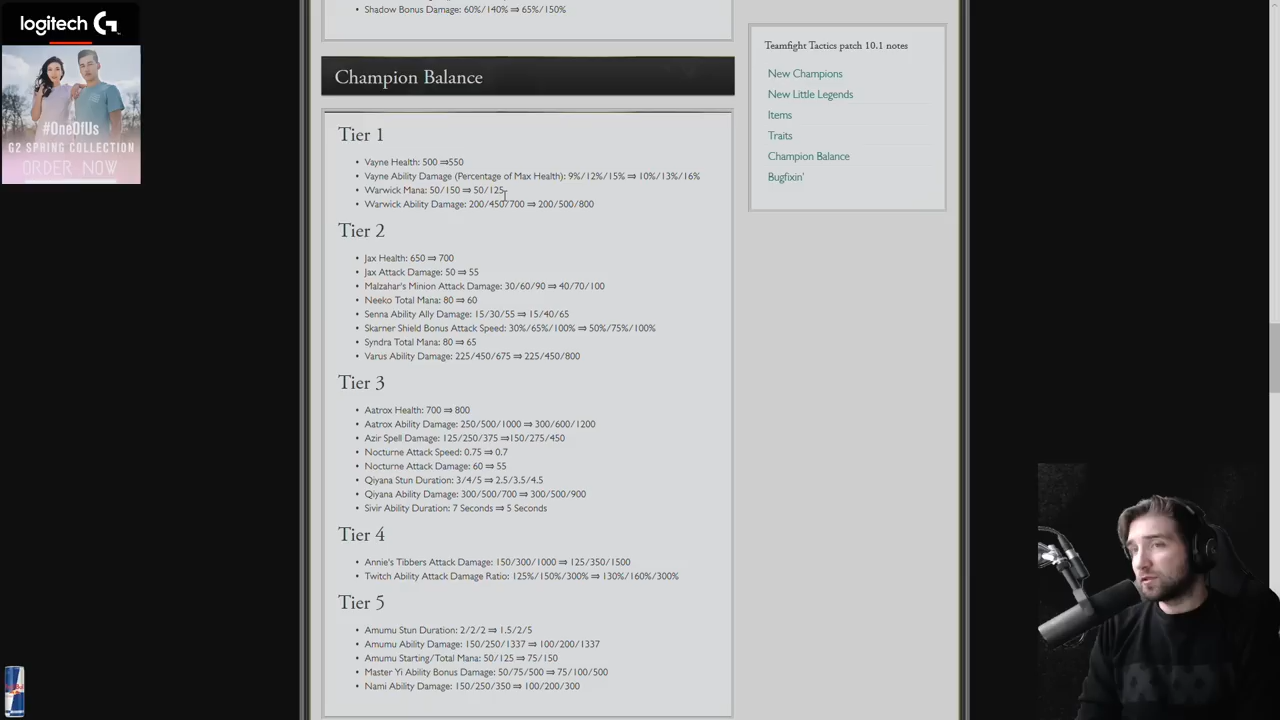 logitech G
#OneOfUs
G2 SPRING COLLECTION
ORDER NOW
Shadow Bonus Damage: 60%/140% ⇒ 65%/150%
Champion Balance
Tier 1
• Vayne Health: 500 ⇒550
• Vayne Ability Damage (Percentage of Max Health): 9%/12%/15% ⇒ 10%/13%/16%
• Warwick Mana: 50/150 ⇒ 50/125
• Warwick Ability Damage: 200/450/700 ⇒ 200/500/800
Tier 2
• Jax Health: 650 ⇒ 700
• Jax Attack Damage: 50 ⇒ 55
• Malzahar's Minion Attack Damage: 30/60/90 ⇒ 40/70/100
• Neeko Total Mana: 80 ⇒ 60
• Senna Ability Ally Damage: 15/30/55 ⇒ 15/40/65
• Skarner Shield Bonus Attack Speed: 30%/65%/100% ⇒ 50%/75%/100%
• Syndra Total Mana: 80 ⇒ 65
• Varus Ability Damage: 225/450/675 ⇒ 225/450/800
Tier 3
• Aatrox Health: 700 ⇒ 800
• Aatrox Ability Damage: 250/500/1000 ⇒ 300/600/1200
• Azir Spell Damage: 125/250/375 ⇒150/275/450
• Nocturne Attack Speed: 0.75 ⇒ 0.7
• Nocturne Attack Damage: 60 ⇒ 55
• Qiyana Stun Duration: 3/4/5 ⇒ 2.5/3.5/4.5
• Qiyana Ability Damage: 300/500/700 ⇒ 300/500/900
• Sivir Ability Duration: 7 Seconds ⇒ 5 Seconds
Tier 4
• Annie's Tibbers Attack Damage: 150/300/1000 ⇒ 125/350/1500
• Twitch Ability Attack Damage Ratio: 125%/150%/300% ⇒ 130%/160%/300%
Tier 5
• Amumu Stun Duration: 2/2/2 ⇒ 1.5/2/5
• Amumu Ability Damage: 150/250/1337 ⇒ 100/200/1337
• Amumu Starting/Total Mana: 50/125 ⇒ 75/150
• Master Yi Ability Bonus Damage: 50/75/500 ⇒ 75/100/500
• Nami Ability Damage: 150/250/350 ⇒ 100/200/300
Teamfight Tactics patch 10.1 notes
New Champions
New Little Legends
Items
Traits
Champion Balance
Bugfixin'